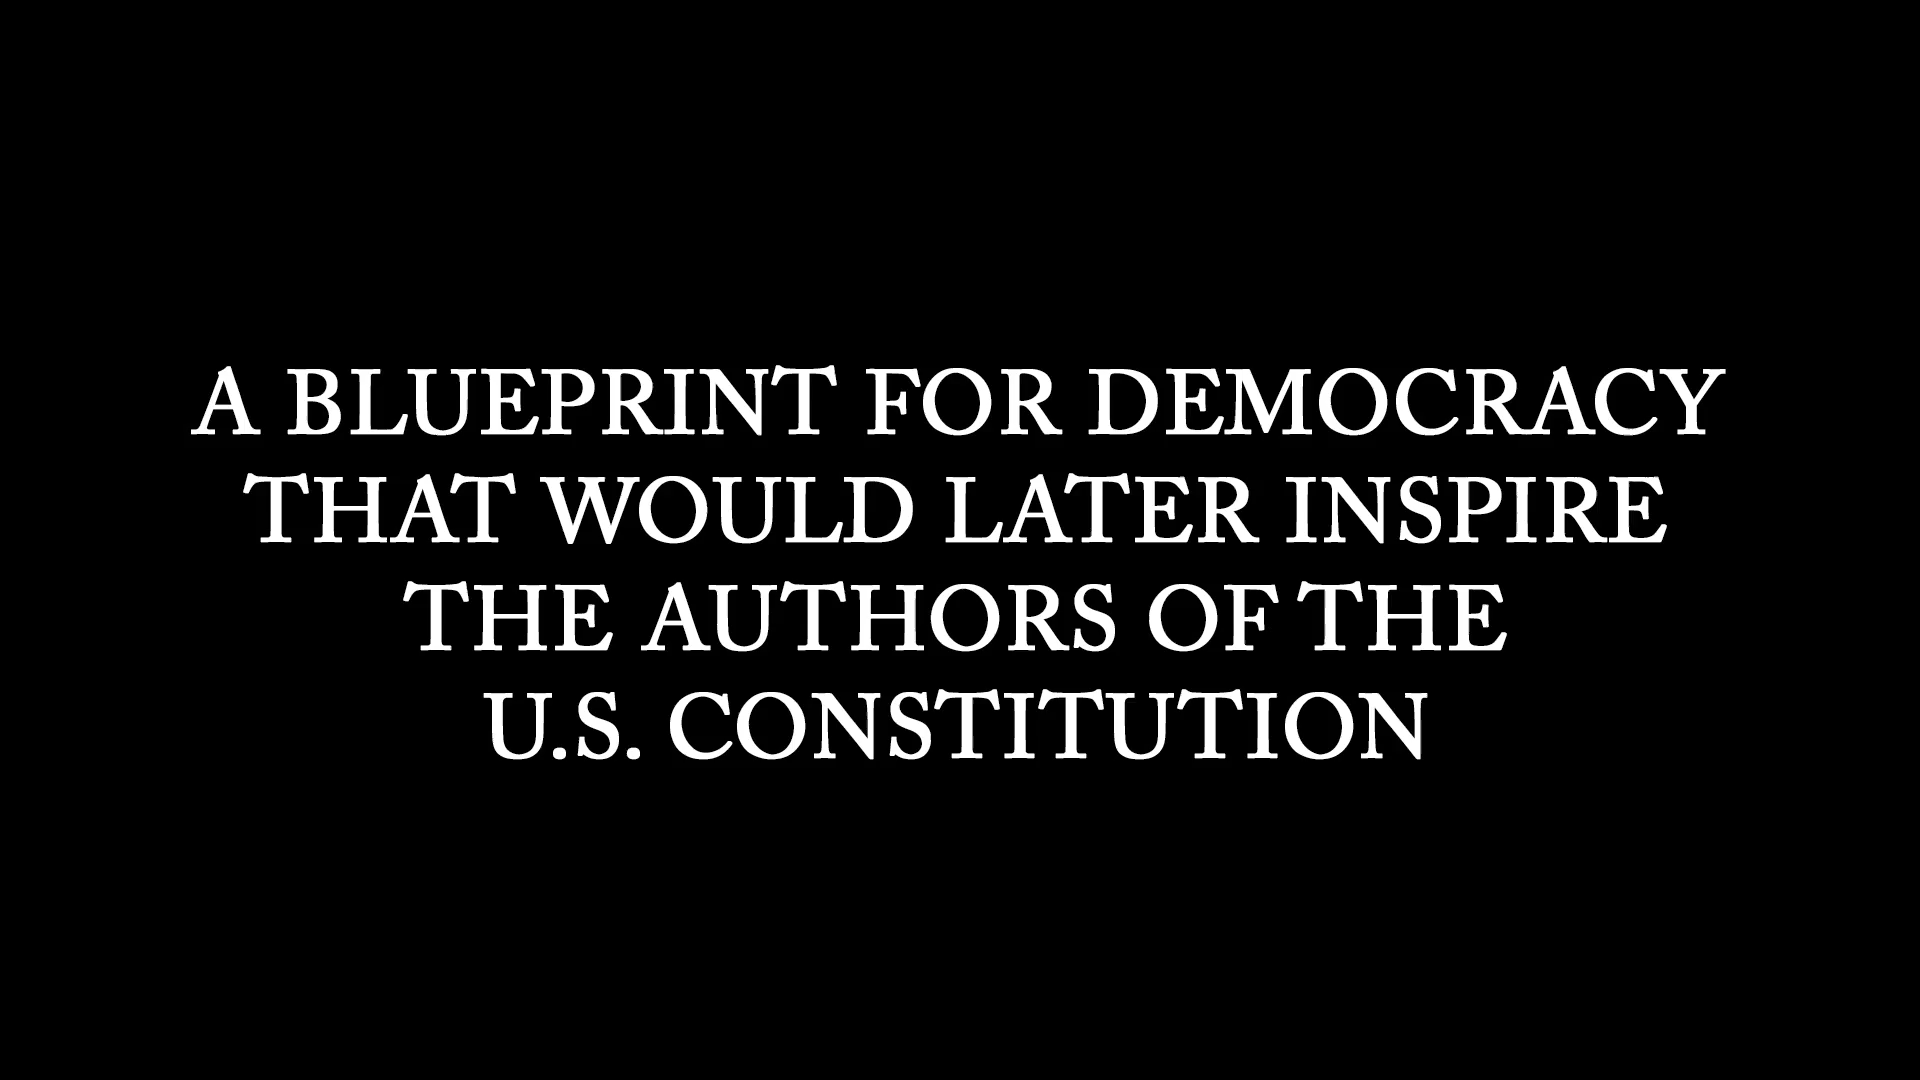 A BLUEPRINT FOR DEMOCRACY
THAT WOULD LATER INSPIRE
THE AUTHORS OF THE
U.S. CONSTITUTION